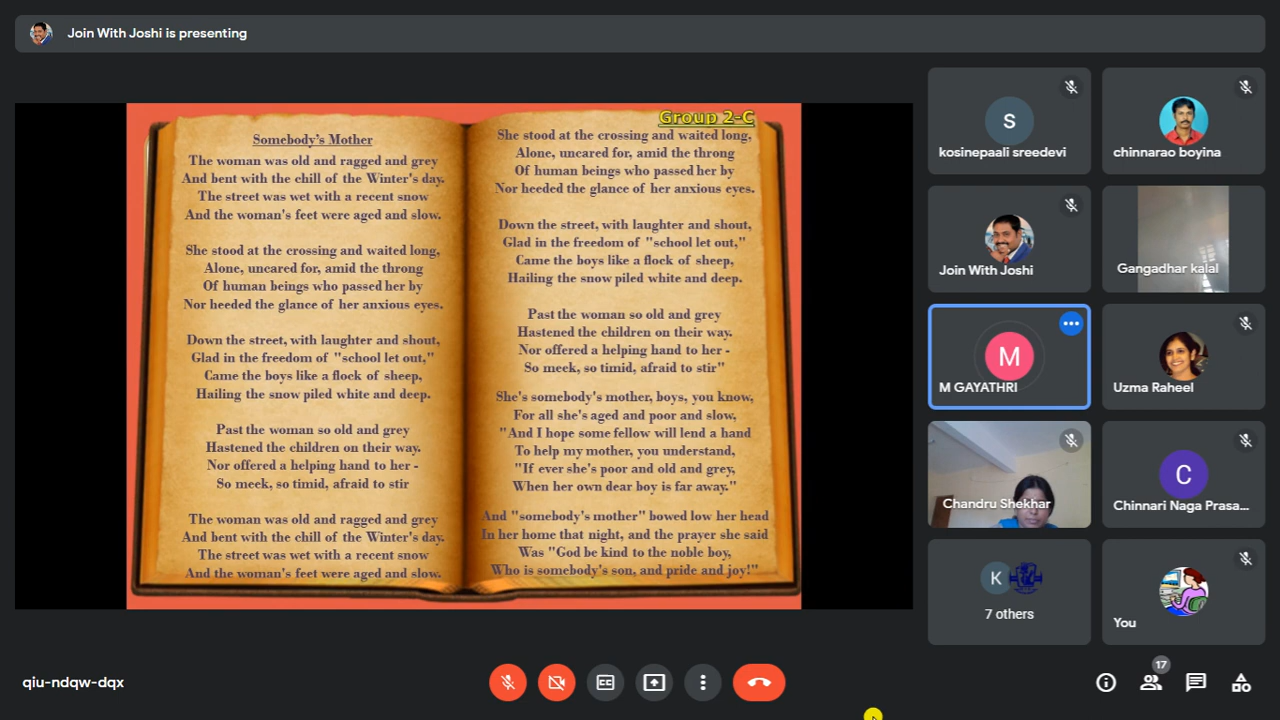 Join With Joshi is presenting
Group 2-C
Somebody's Mother
The woman was old and ragged and grey
And bent with the chill of the Winter's day.
The street was wet with a recent snow
And the woman's feet were aged and slow.
She stood at the crossing and waited long,
Alone, uncared for, amid the throng
Of human beings who passed her by
Nor heeded the glance of her anxious eyes.
Down the street, with laughter and shout,
Glad in the freedom of "school let out,"
Came the boys like a flock of sheep,
Hailing the snow piled white and deep.
Past the woman so old and grey
Hastened the children on their way.
Nor offered a helping hand to her -
So meek, so timid, afraid to stir
The woman was old and ragged and grey
And bent with the chill of the Winter's day.
The street was wet with a recent snow
And the woman's feet were aged and slow.
She stood at the crossing and waited long,
Alone, uncared for, amid the throng
Of human beings who passed her by
Nor heeded the glance of her anxious eyes.
Down the street, with laughter and shout,
Glad in the freedom of "school let out,"
Came the boys like a flock of sheep,
Hailing the snow piled white and deep.
Past the woman so old and grey
Hastened the children on their way.
Nor offered a helping hand to her -
So meek, so timid, afraid to stir"
She's somebody's mother, boys, you know,
For all she's aged and poor and slow,
"And I hope some fellow will lend a hand
To help my mother, you understand,
"If ever she's poor and old and grey,
When her own dear boy is far away."
And "somebody's mother" bowed low her head
In her home that night, and the prayer she said
Was "God be kind to the noble boy,
Who is somebody's son, and pride and joy!"
S
kosinepaali sreedevi
chinnarao boyina
Join With Joshi
Gangadhar kalal
M
M GAYATHRI
Uzma Raheel
Chandru Shekhar
C
Chinnari Naga Prasa...
K
7 others
You
qiu-ndqw-dqx
CC
17